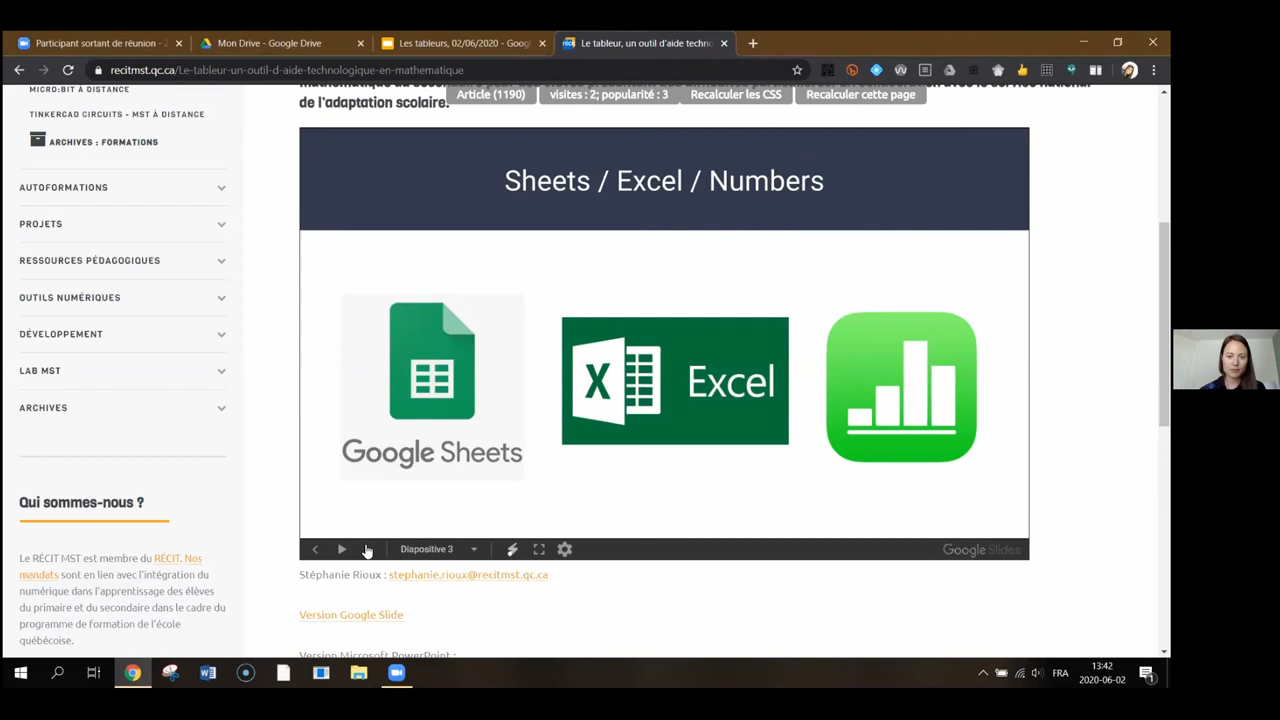 Participant sortant de réunion -
Mon Drive - Google Drive
Les tableurs, 02/06/2020 - Goog
Le tableur, un outil d'aide techno
recitmst.qc.ca/Le-tableur-un-outil-d-aide-technologique-en-mathematique
MICRO:BIT À DISTANCE
TINKERCAD CIRCUITS - MST À DISTANCE
ARCHIVES : FORMATIONS
AUTOFORMATIONS
PROJETS
RESSOURCES PÉDAGOGIQUES
OUTILS NUMÉRIQUES
DÉVELOPPEMENT
LAB MST
ARCHIVES
Qui sommes-nous ?
Le RÉCIT MST est membre du RÉCIT. Nos
mandats sont en lien avec l'intégration du
numérique dans l'apprentissage des élèves
du primaire et du secondaire dans le cadre du
programme de formation de l'école
québécoise.
de l'adaptation scolaire.
Article (1190)
visites : 2; popularité : 3
Recalculer les CSS
Recalculer cette page
Sheets / Excel / Numbers
Google Sheets
X Excel
Diapositive 3
Google Slides
Stéphanie Rioux : stephanie.rioux@recitmst.qc.ca
Version Google Slide
Version Microsoft PowerPoint :
FRA
13:42
2020-06-02
1